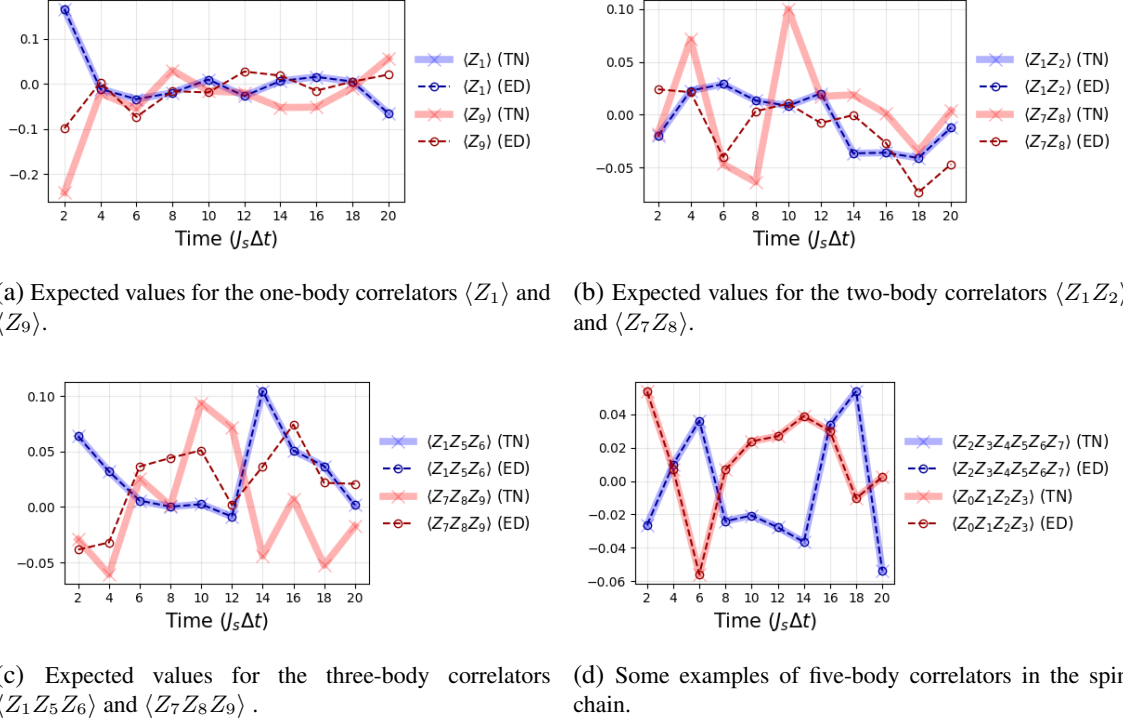 0.1
0.0
−0.1
−0.2
2 4 6 8 10 12 14 16 18 20
Time (J_sΔt)
⟨Z_1⟩ (TN)
⟨Z_1⟩ (ED)
⟨Z_9⟩ (TN)
⟨Z_9⟩ (ED)
0.10
0.05
0.00
−0.05
2 4 6 8 10 12 14 16 18 20
Time (J_sΔt)
⟨Z_1Z_2⟩ (TN)
⟨Z_1Z_2⟩ (ED)
⟨Z_7Z_8⟩ (TN)
⟨Z_7Z_8⟩ (ED)
(a) Expected values for the one-body correlators ⟨Z_1⟩ and
⟨Z_9⟩.
(b) Expected values for the two-body correlators ⟨Z_1Z_2⟩
and ⟨Z_7Z_8⟩.
0.10
0.05
0.00
−0.05
2 4 6 8 10 12 14 16 18 20
Time (J_sΔt)
⟨Z_1Z_5Z_6⟩ (TN)
⟨Z_1Z_5Z_6⟩ (ED)
⟨Z_7Z_8Z_9⟩ (TN)
⟨Z_7Z_8Z_9⟩ (ED)
0.04
0.02
0.00
−0.02
−0.04
−0.06
2 4 6 8 10 12 14 16 18 20
Time (J_sΔt)
⟨Z_2Z_3Z_4Z_5Z_6Z_7⟩ (TN)
⟨Z_2Z_3Z_4Z_5Z_6Z_7⟩ (ED)
⟨Z_0Z_1Z_2Z_3⟩ (TN)
⟨Z_0Z_1Z_2Z_3⟩ (ED)
(c) Expected values for the three-body correlators
⟨Z_1Z_5Z_6⟩ and ⟨Z_7Z_8Z_9⟩ .
(d) Some examples of five-body correlators in the spin
chain.